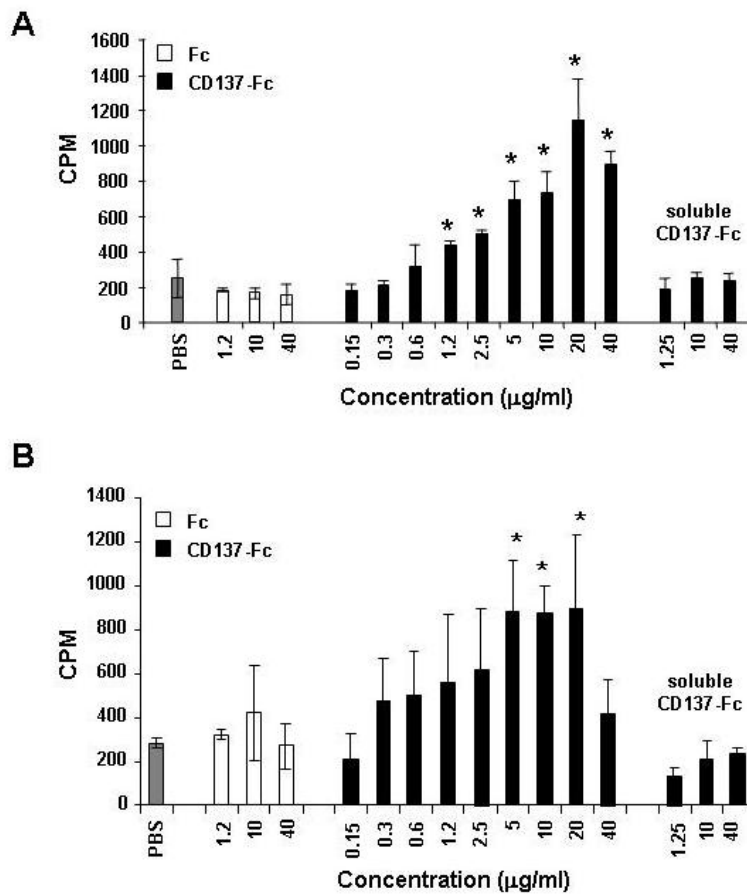 A
1600
1400
1200
1000
800
600
400
200
0
CPM
Fc
CD137-Fc
* * * * * *
soluble
CD137-Fc
PBS 1.2 10 40 0.15 0.3 0.6 1.2 2.5 5 10 20 40 1.25 10 40
Concentration (μg/ml)
B
1400
1200
1000
800
600
400
200
0
CPM
Fc
CD137-Fc
* * *
soluble
CD137-Fc
PBS 1.2 10 40 0.15 0.3 0.6 1.2 2.5 5 10 20 40 1.25 10 40
Concentration (μg/ml)